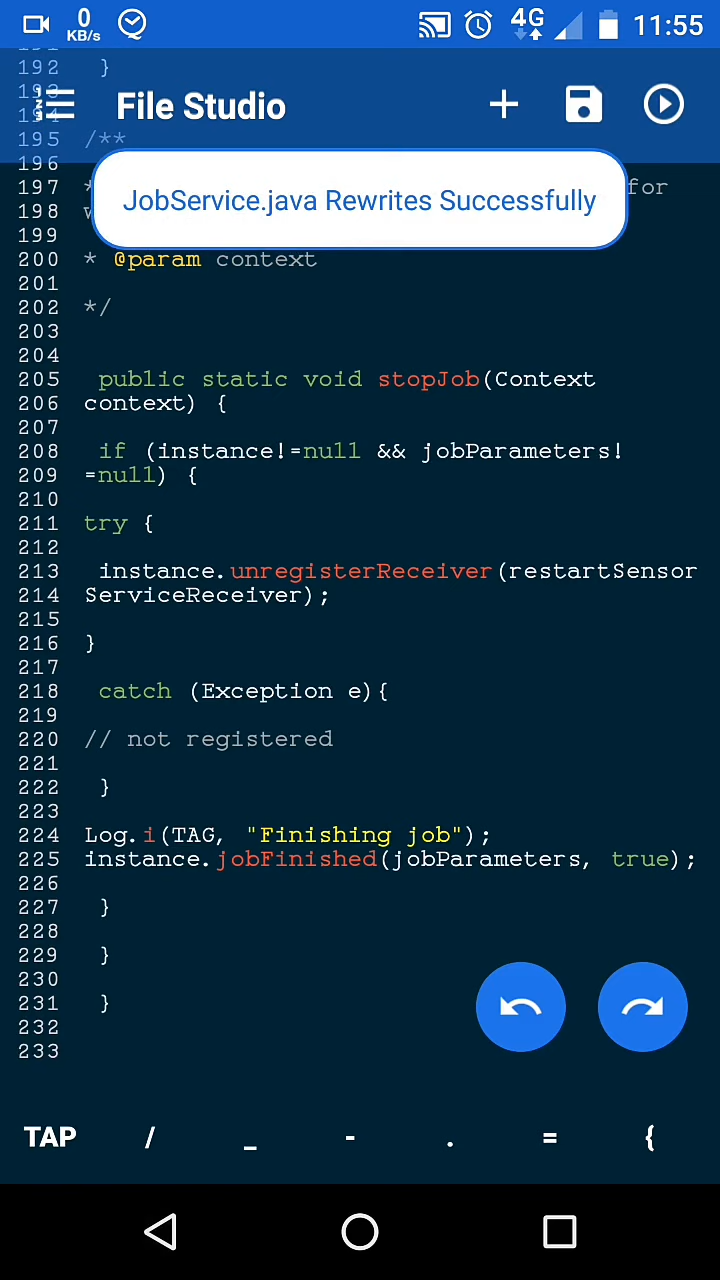 0
KB/s
4G
11:55
191
192 }
193
194
File Studio
195 /**
196
JobService.java Rewrites Successfully
197 * for
198
199
200 * @param context
201
202 */
203
204
205 public static void stopJob(Context
206 context) {
207
208 if (instance!=null && jobParameters!
209 =null) {
210
211 try {
212
213 instance.unregisterReceiver(restartSensor
214 ServiceReceiver);
215
216 }
217
218 catch (Exception e){
219
220 // not registered
221
222 }
223
224 Log.i(TAG, "Finishing job");
225 instance.jobFinished(jobParameters, true);
226
227 }
228
229 }
230
231 }
232
233
TAP / _ - . = {